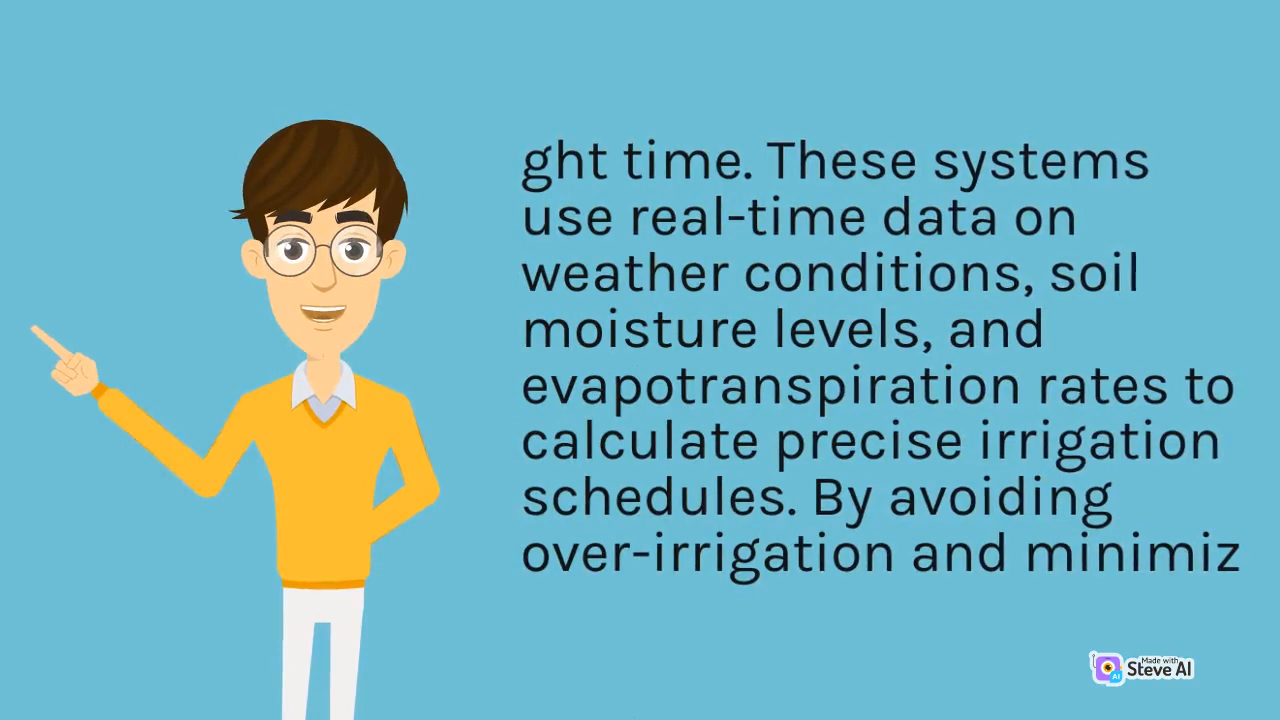 ght time. These systems
use real-time data on
weather conditions, soil
moisture levels, and
evapotranspiration rates to
calculate precise irrigation
schedules. By avoiding
over-irrigation and minimiz
Made with
Steve AI
AI